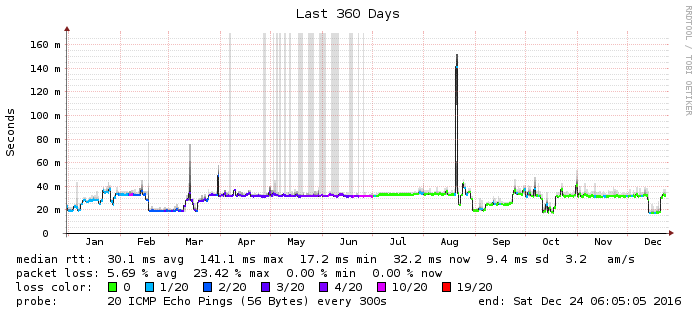 Last 360 Days
RRDTOOL / TOBI OETIKER
Seconds
160 m
140 m
120 m
100 m
80 m
60 m
40 m
20 m
0
Jan Feb Mar Apr May Jun Jul Aug Sep Oct Nov Dec
median rtt: 30.1 ms avg 141.1 ms max 17.2 ms min 32.2 ms now 9.4 ms sd 3.2 am/s
packet loss: 5.69 % avg 23.42 % max 0.00 % min 0.00 % now
loss color: 0 1/20 2/20 3/20 4/20 10/20 19/20
probe: 20 ICMP Echo Pings (56 Bytes) every 300s end: Sat Dec 24 06:05:05 2016